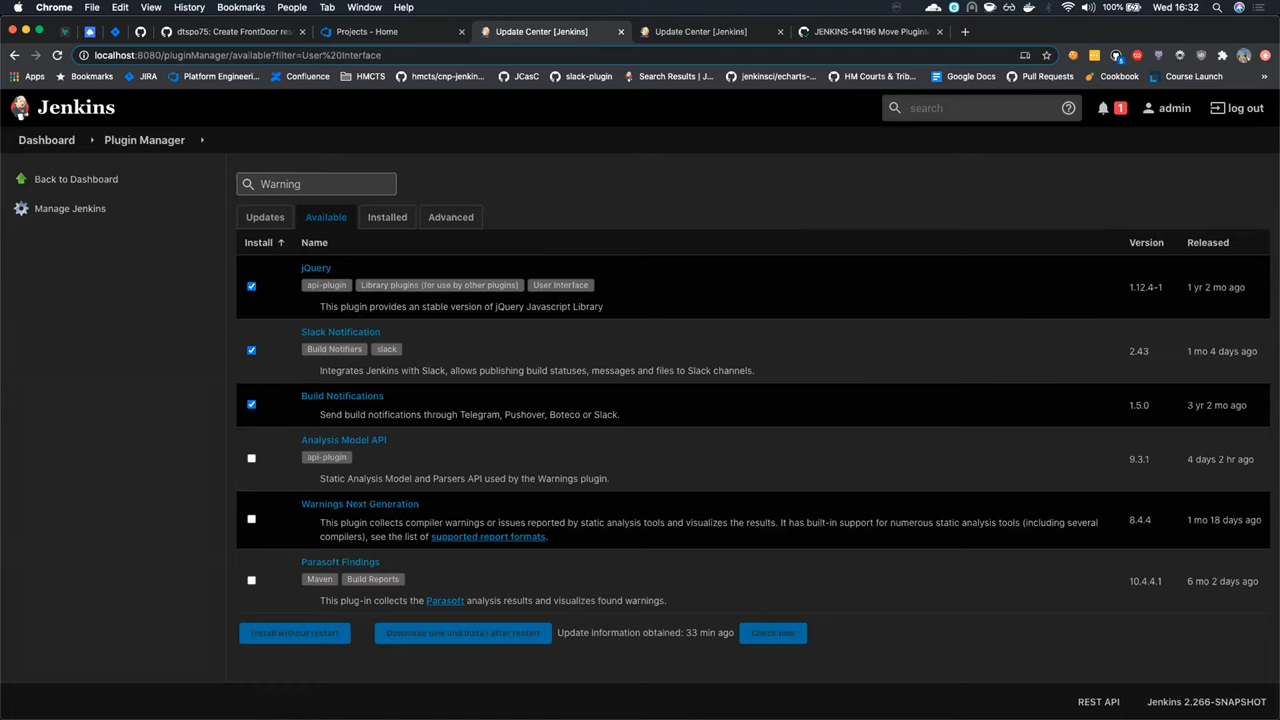 Chrome File Edit View History Bookmarks People Tab Window Help 100% Wed 16:32
dtspo75: Create FrontDoor re Projects - Home Update Center [Jenkins] Update Center [Jenkins] JENKINS-64196 Move PluginM
localhost:8080/pluginManager/available?filter=User%20Interface
Apps Bookmarks JIRA Platform Engineeri... Confluence HMCTS hmcts/cnp-jenkin... JCasC slack-plugin Search Results | J... jenkinsci/echarts-... HM Courts & Trib... Google Docs Pull Requests Cookbook Course Launch »
Jenkins search 1 admin log out
Dashboard Plugin Manager
Back to Dashboard
Manage Jenkins
Warning
Updates Available Installed Advanced
Install ↑ Name Version Released
jQuery
api-plugin Library plugins (for use by other plugins) User Interface
1.12.4-1 1 yr 2 mo ago
This plugin provides an stable version of jQuery Javascript Library
Slack Notification
Build Notifiers slack
2.43 1 mo 4 days ago
Integrates Jenkins with Slack, allows publishing build statuses, messages and files to Slack channels.
Build Notifications
1.5.0 3 yr 2 mo ago
Send build notifications through Telegram, Pushover, Boteco or Slack.
Analysis Model API
api-plugin
9.3.1 4 days 2 hr ago
Static Analysis Model and Parsers API used by the Warnings plugin.
Warnings Next Generation
This plugin collects compiler warnings or issues reported by static analysis tools and visualizes the results. It has built-in support for numerous static analysis tools (including several
8.4.4 1 mo 18 days ago
compilers), see the list of supported report formats.
Parasoft Findings
Maven Build Reports
10.4.4.1 6 mo 2 days ago
This plug-in collects the Parasoft analysis results and visualizes found warnings.
Install without restart Download now and install after restart Update information obtained: 33 min ago Check now
REST API Jenkins 2.266-SNAPSHOT